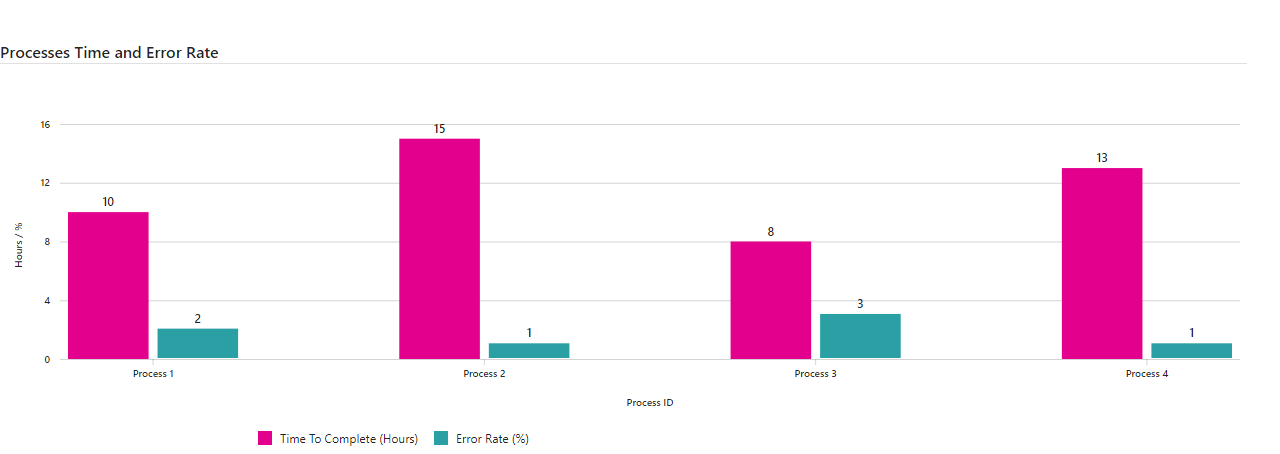 Processes Time and Error Rate
16
12
8
4
0
Hours / %
10
2
15
1
8
3
13
1
Process 1
Process 2
Process 3
Process 4
Process ID
Time To Complete (Hours)
Error Rate (%)